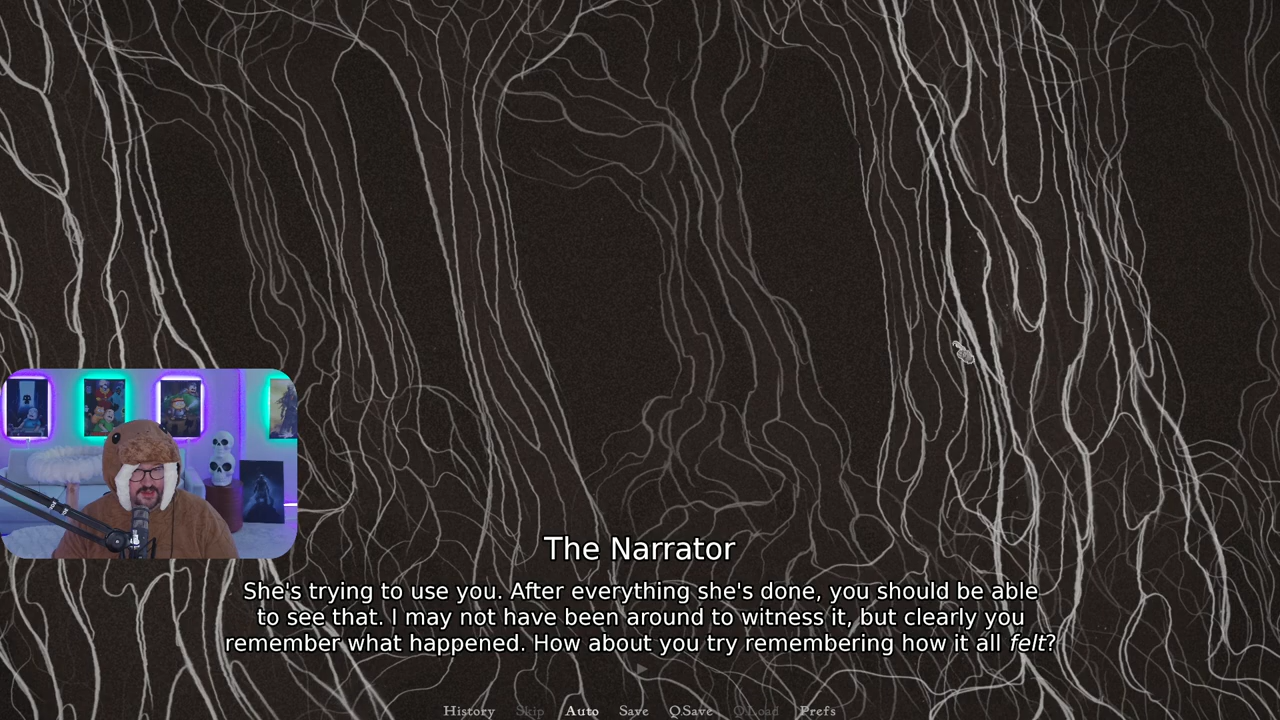 The Narrator
She's trying to use you. After everything she's done, you should be able
to see that. I may not have been around to witness it, but clearly you
remember what happened. How about you try remembering how it all felt?
History Skip Auto Save Q.Save Q.Load Prefs